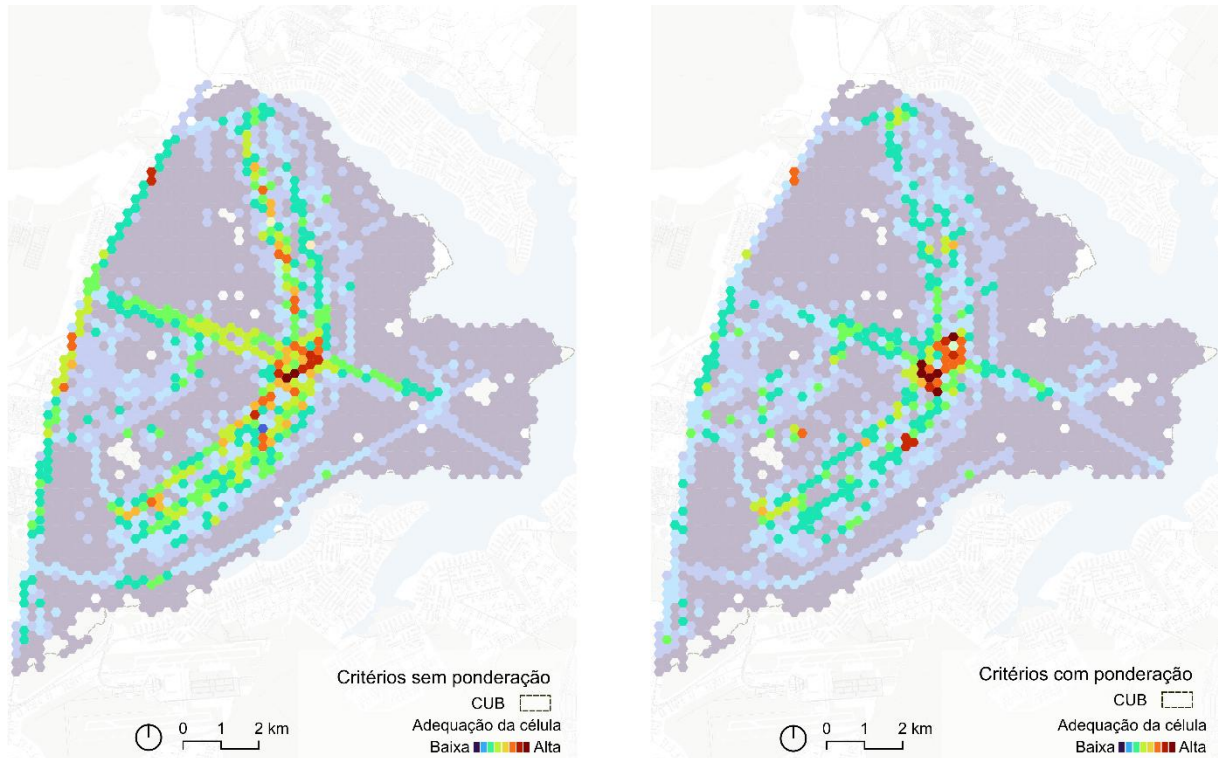 Critérios sem ponderação
CUB
Adequação da célula
Baixa Alta
0 1 2 km
Critérios com ponderação
CUB
Adequação da célula
Baixa Alta
0 1 2 km